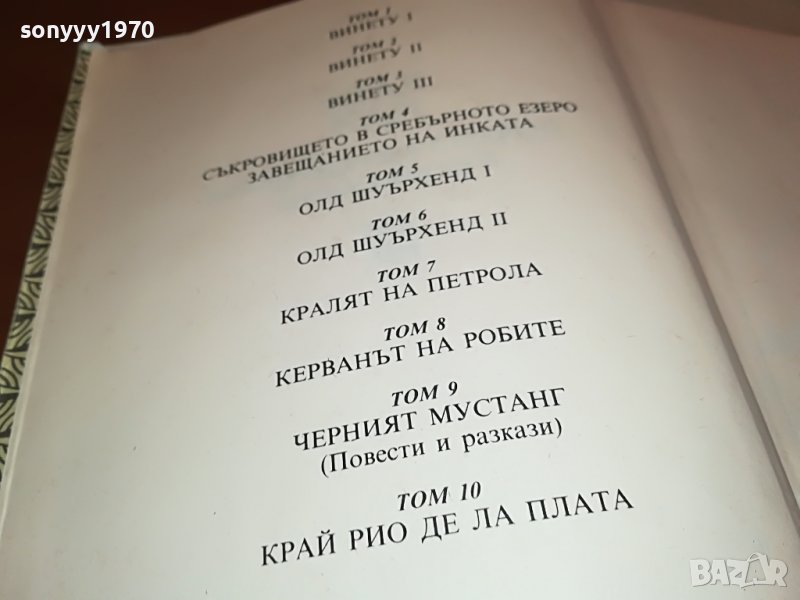 sonyyy1970
ТОМ 1
ВИНЕТУ I
ТОМ 2
ВИНЕТУ II
ТОМ 3
ВИНЕТУ III
ТОМ 4
СЪКРОВИЩЕТО В СРЕБЪРНОТО ЕЗЕРО
ЗАВЕЩАНИЕТО НА ИНКАТА
ТОМ 5
ОЛД ШУЪРХЕНД I
ТОМ 6
ОЛД ШУЪРХЕНД II
ТОМ 7
КРАЛЯТ НА ПЕТРОЛА
ТОМ 8
КЕРВАНЪТ НА РОБИТЕ
ТОМ 9
ЧЕРНИЯТ МУСТАНГ
(Повести и разкази)
ТОМ 10
КРАЙ РИО ДЕ ЛА ПЛАТА
BAZAR